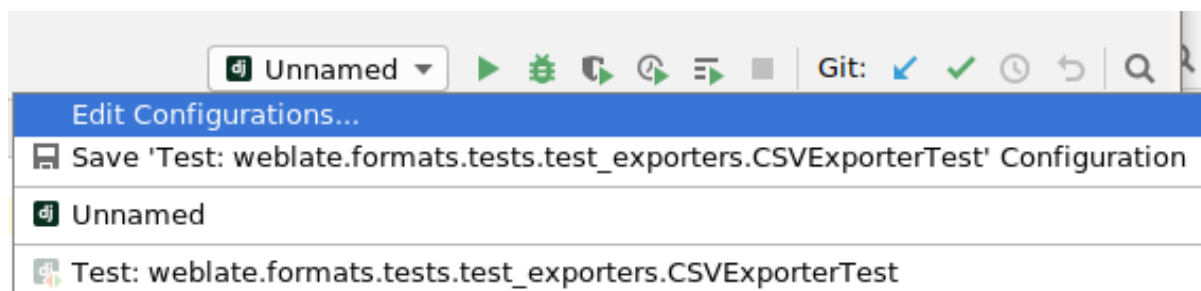 dj Unnamed Git:
Edit Configurations...
Save 'Test: weblate.formats.tests.test_exporters.CSVExporterTest' Configuration
dj Unnamed
dj Test: weblate.formats.tests.test_exporters.CSVExporterTest